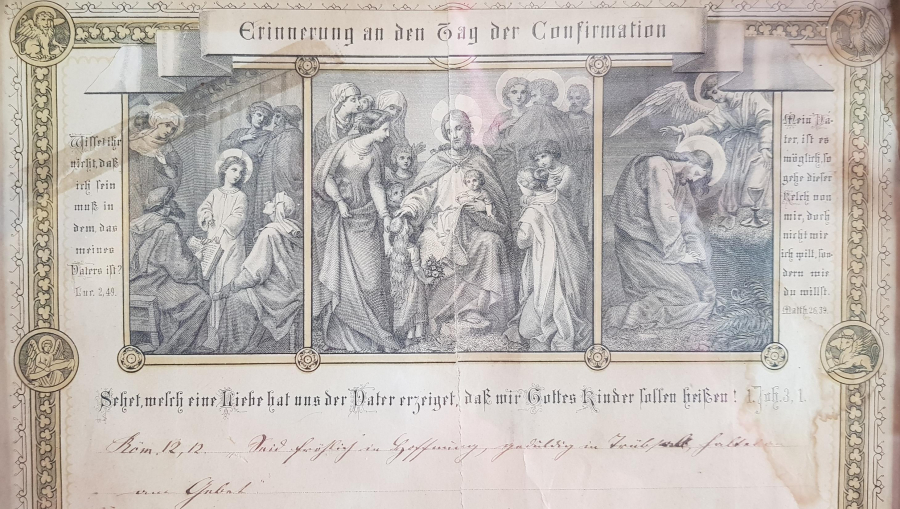 Erinnerung an den Tag der Confirmation
Wisset ihr
nicht, daß
ich sein
muß in
dem, das
meines
Vaters ist?
Luc. 2, 49.
Mein Va-
ter, ist es
möglich, so
gehe dieser
Kelch von
mir, doch
nicht wie
ich will, son-
dern wie
du willst.
Matth. 26, 39.
Sehet, welch eine Liebe hat uns der Vater erzeiget, daß wir Gottes Kinder sollen heißen! 1. Joh. 3, 1.
Röm. 12, 12. Seid fröhlich in Hoffnung, geduldig in Trübsal, haltet
am Gebet